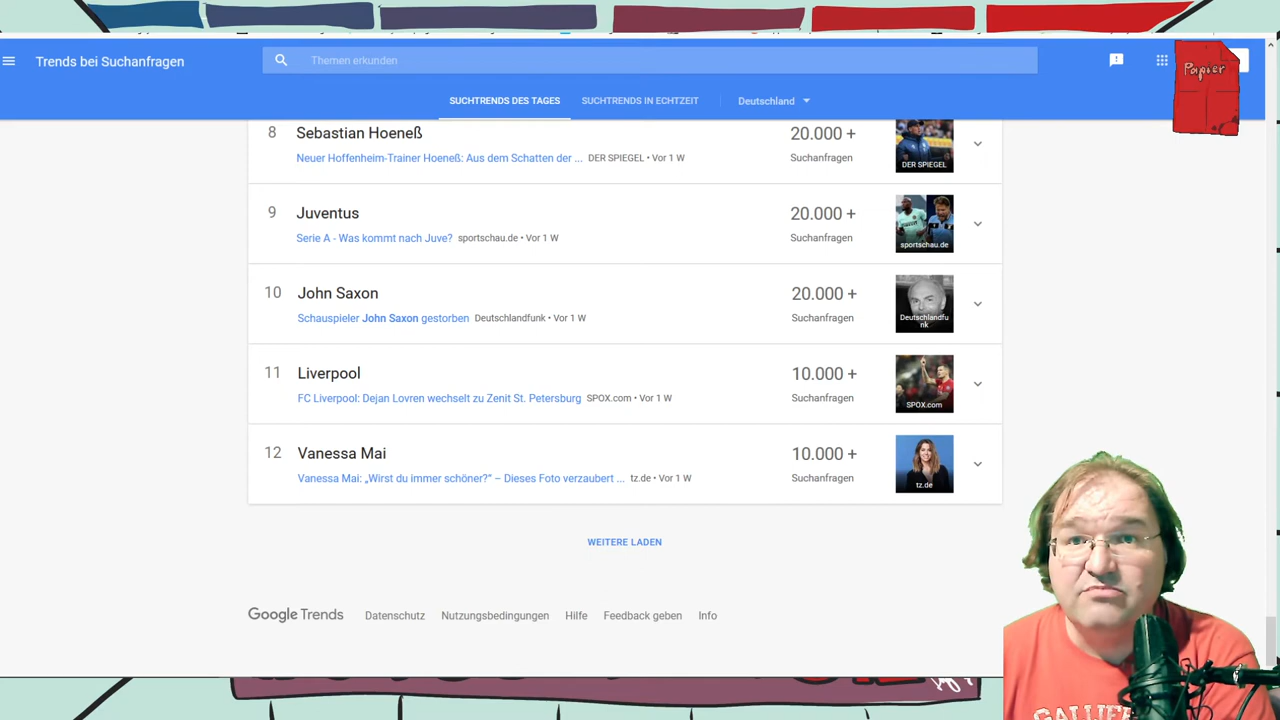 Trends bei Suchanfragen
Themen erkunden
Papier
SUCHTRENDS DES TAGES
SUCHTRENDS IN ECHTZEIT
Deutschland
8
Sebastian Hoeneß
20.000 +
Neuer Hoffenheim-Trainer Hoeneß: Aus dem Schatten der ... DER SPIEGEL • Vor 1 W
Suchanfragen
DER SPIEGEL
9
Juventus
20.000 +
Serie A - Was kommt nach Juve? sportschau.de • Vor 1 W
Suchanfragen
sportschau.de
10
John Saxon
20.000 +
Schauspieler John Saxon gestorben Deutschlandfunk • Vor 1 W
Suchanfragen
Deutschlandfu
nk
11
Liverpool
10.000 +
FC Liverpool: Dejan Lovren wechselt zu Zenit St. Petersburg SPOX.com • Vor 1 W
Suchanfragen
SPOX.com
12
Vanessa Mai
10.000 +
Vanessa Mai: „Wirst du immer schöner?“ – Dieses Foto verzaubert ... tz.de • Vor 1 W
Suchanfragen
tz.de
WEITERE LADEN
Google Trends
Datenschutz
Nutzungsbedingungen
Hilfe
Feedback geben
Info